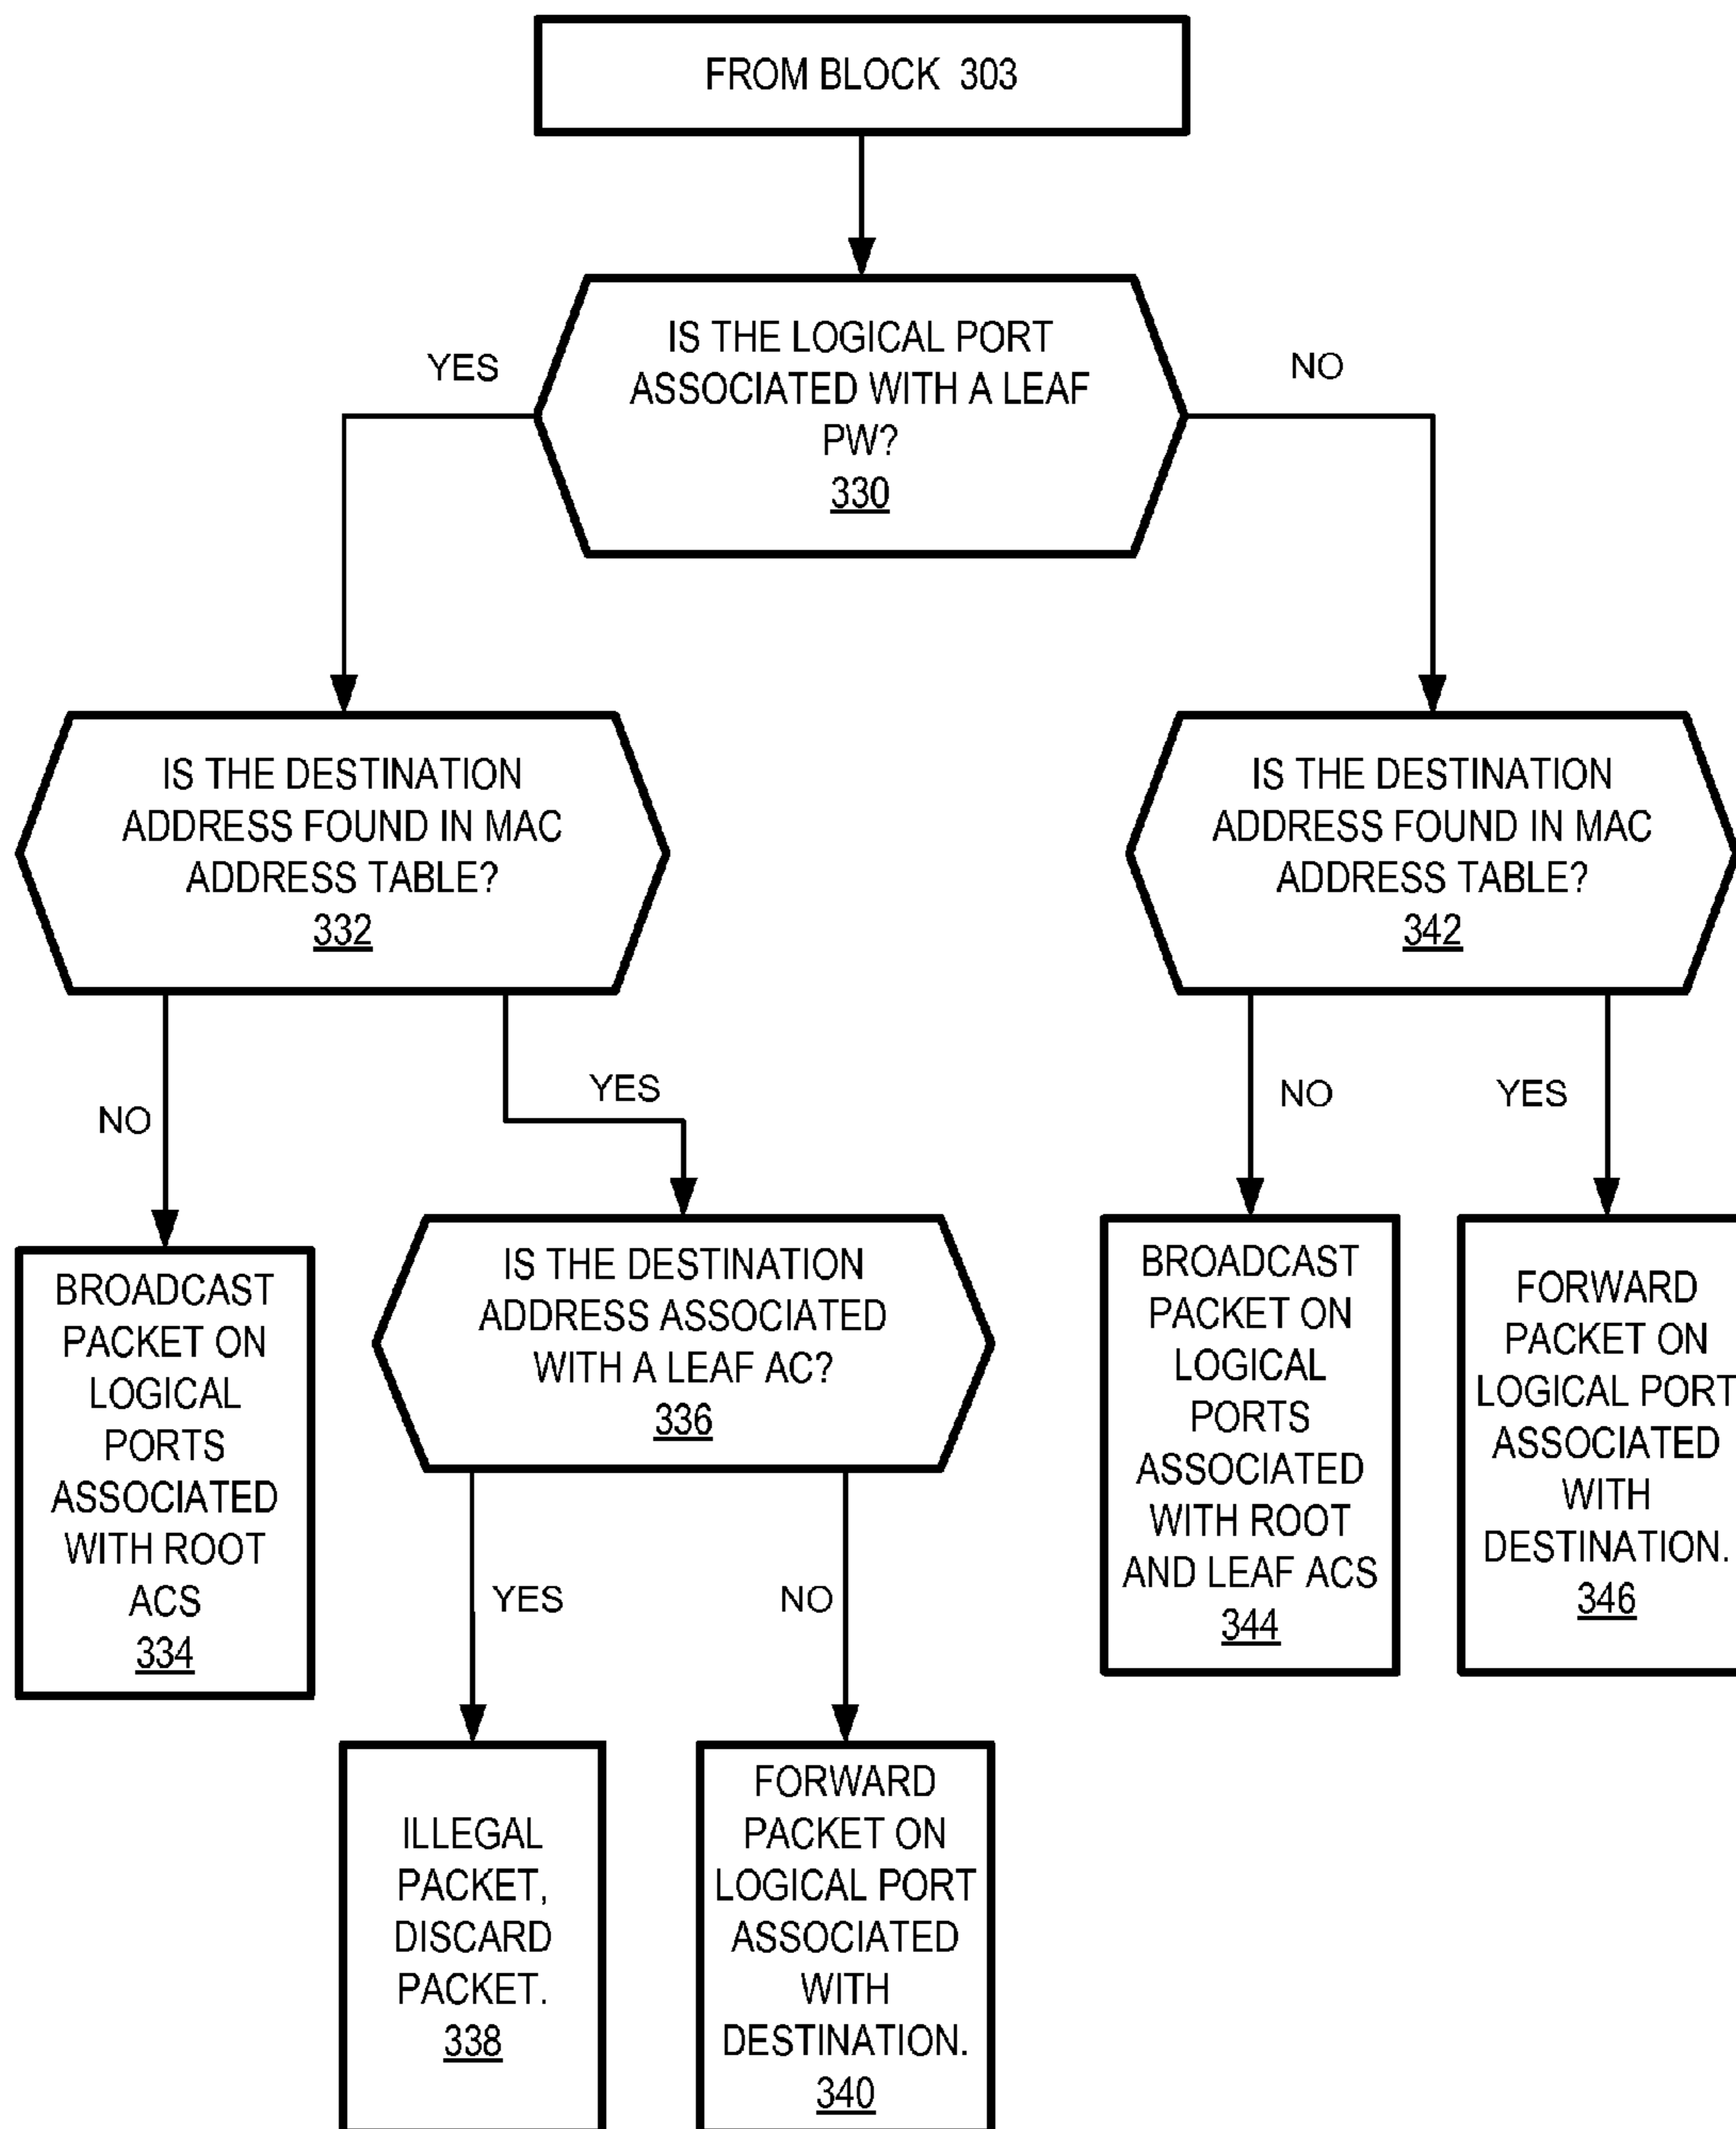 FROM BLOCK 303
IS THE LOGICAL PORT
ASSOCIATED WITH A LEAF
PW?
330
YES
NO
IS THE DESTINATION
ADDRESS FOUND IN MAC
ADDRESS TABLE?
332
IS THE DESTINATION
ADDRESS FOUND IN MAC
ADDRESS TABLE?
342
NO
YES
NO
YES
BROADCAST
PACKET ON
LOGICAL
PORTS
ASSOCIATED
WITH ROOT
ACS
334
IS THE DESTINATION
ADDRESS ASSOCIATED
WITH A LEAF AC?
336
BROADCAST
PACKET ON
LOGICAL
PORTS
ASSOCIATED
WITH ROOT
AND LEAF ACS
344
FORWARD
PACKET ON
LOGICAL PORT
ASSOCIATED
WITH
DESTINATION.
346
YES
NO
ILLEGAL
PACKET,
DISCARD
PACKET.
338
FORWARD
PACKET ON
LOGICAL PORT
ASSOCIATED
WITH
DESTINATION.
340